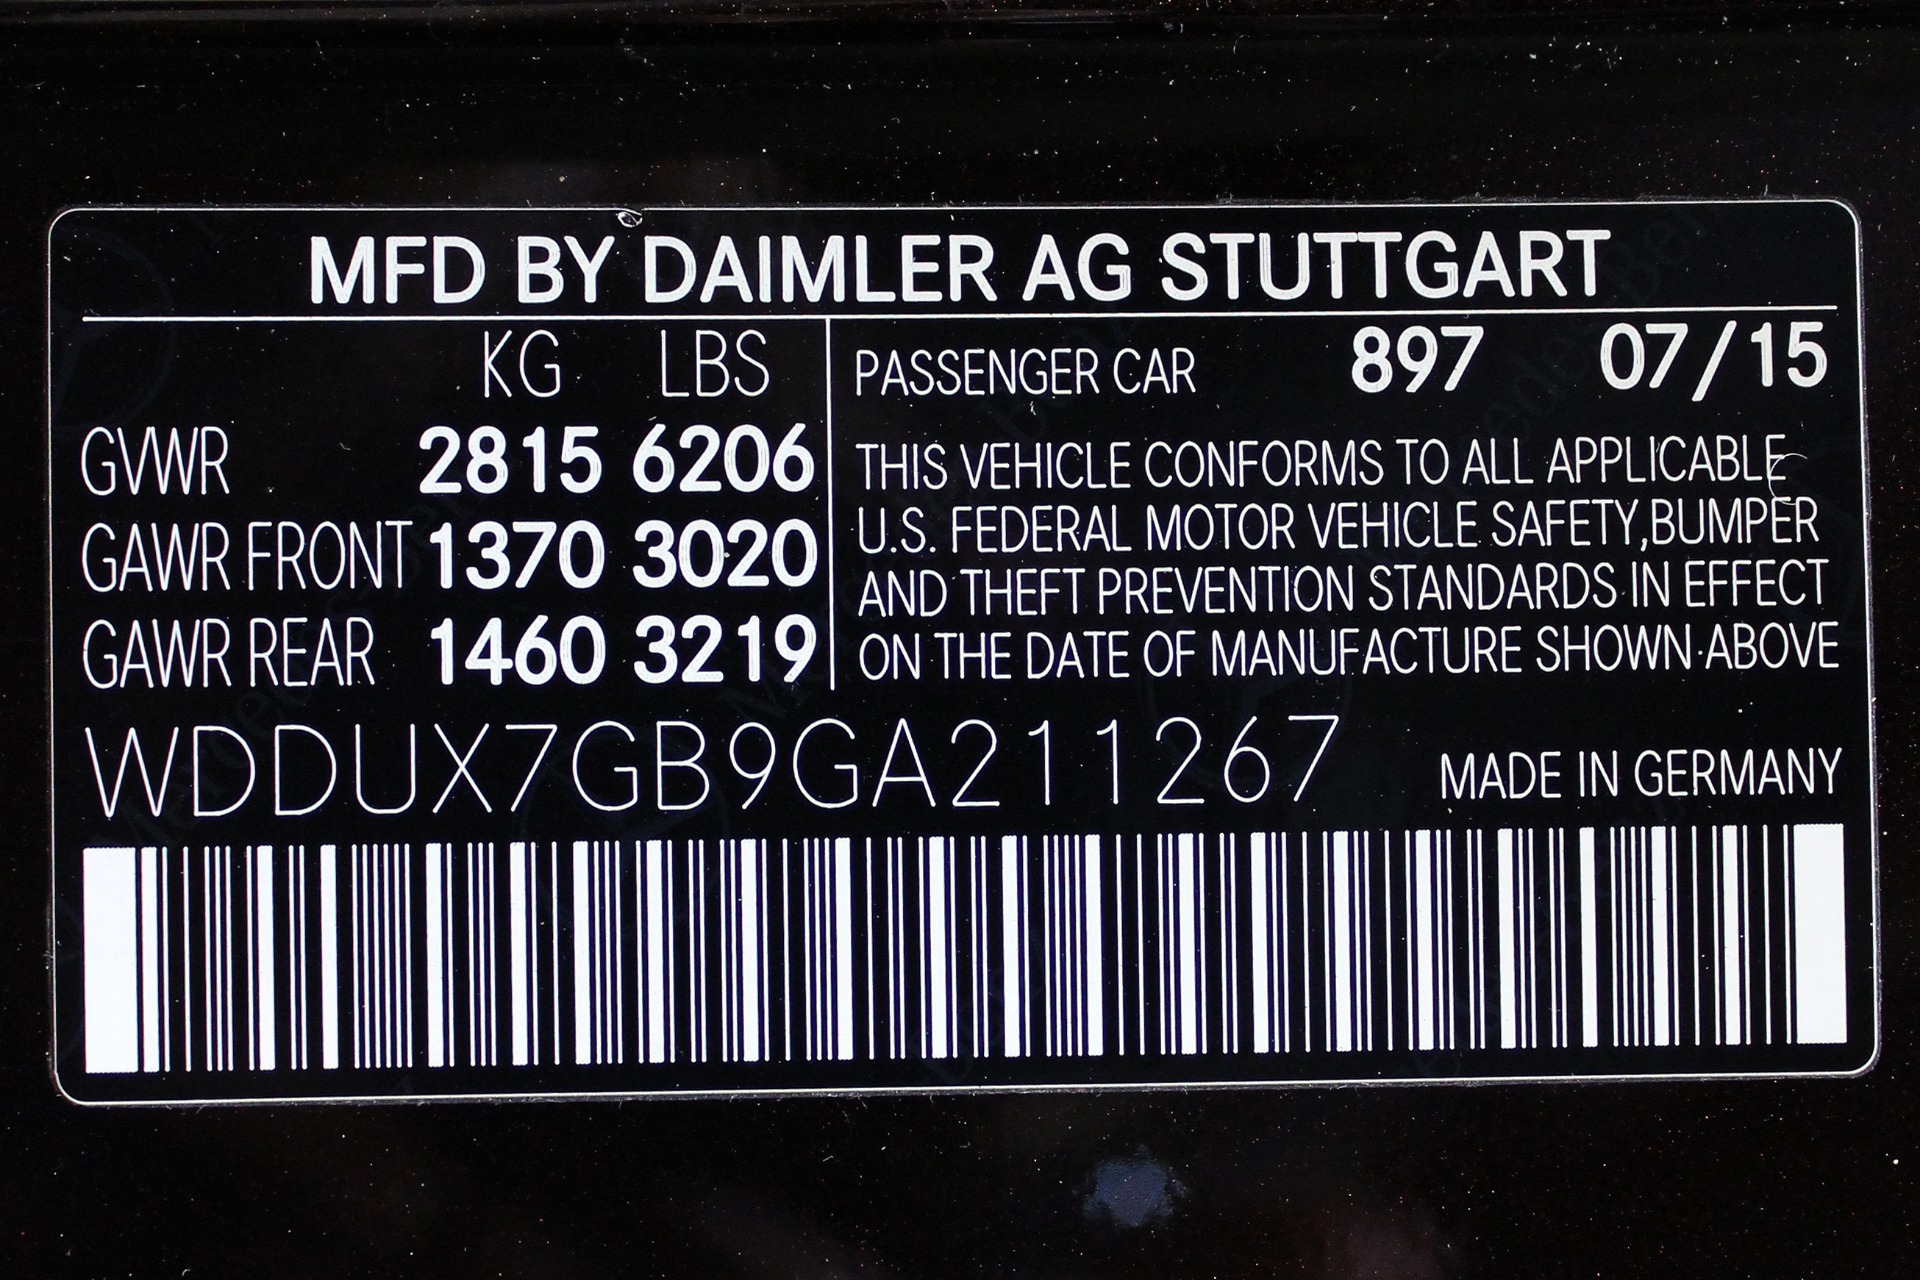 MFD BY DAIMLER AG STUTTGART
KG LBS
GVWR 2815 6206
GAWR FRONT 1370 3020
GAWR REAR 1460 3219
PASSENGER CAR 897 07/15
THIS VEHICLE CONFORMS TO ALL APPLICABLE
U.S. FEDERAL MOTOR VEHICLE SAFETY,BUMPER
AND THEFT PREVENTION STANDARDS IN EFFECT
ON THE DATE OF MANUFACTURE SHOWN ABOVE
WDDUX7GB9GA211267
MADE IN GERMANY